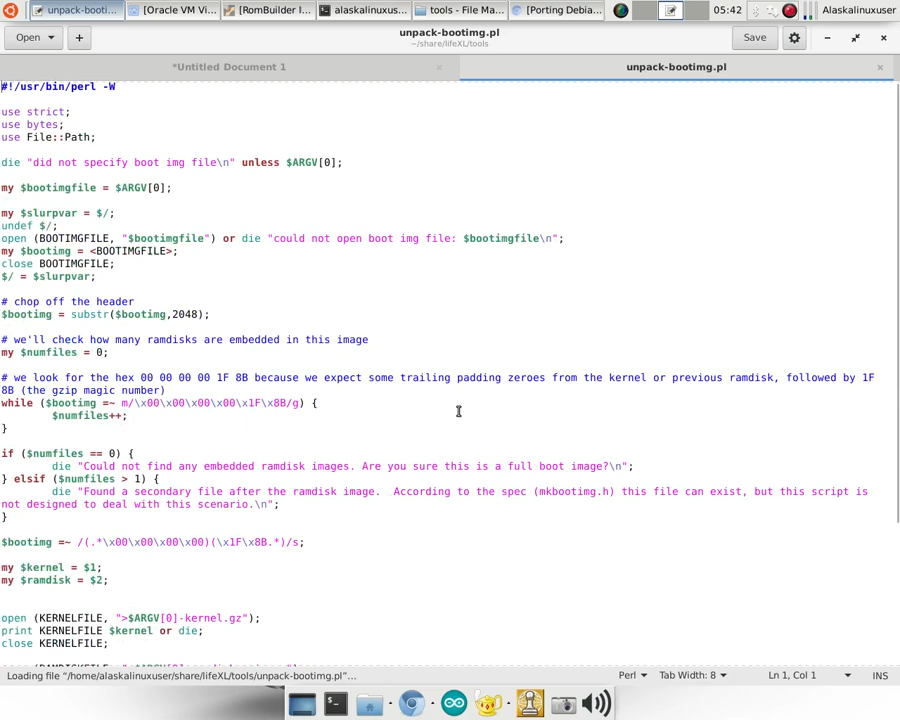 unpack-booti...
[Oracle VM Vi...
[RomBuilder I...
alaskalinuxus...
tools - File Ma...
[Porting Debia...
05:42
Alaskalinuxuser
Open
+
unpack-bootimg.pl
~/share/lifeXL/tools
Save
*Untitled Document 1
unpack-bootimg.pl
#!/usr/bin/perl -W
use strict;
use bytes;
use File::Path;
die "did not specify boot img file\n" unless $ARGV[0];
my $bootimgfile = $ARGV[0];
my $slurpvar = $/;
undef $/;
open (BOOTIMGFILE, "$bootimgfile") or die "could not open boot img file: $bootimgfile\n";
my $bootimg = <BOOTIMGFILE>;
close BOOTIMGFILE;
$/ = $slurpvar;
# chop off the header
$bootimg = substr($bootimg,2048);
# we'll check how many ramdisks are embedded in this image
my $numfiles = 0;
# we look for the hex 00 00 00 00 1F 8B because we expect some trailing padding zeroes from the kernel or previous ramdisk, followed by 1F
8B (the gzip magic number)
while ($bootimg =~ m/\x00\x00\x00\x00\x1F\x8B/g) {
$numfiles++;
}
if ($numfiles == 0) {
die "Could not find any embedded ramdisk images. Are you sure this is a full boot image?\n";
} elsif ($numfiles > 1) {
die "Found a secondary file after the ramdisk image.  According to the spec (mkbootimg.h) this file can exist, but this script is
not designed to deal with this scenario.\n";
}
$bootimg =~ /(.*\x00\x00\x00\x00)(\x1F\x8B.*)/s;
my $kernel = $1;
my $ramdisk = $2;
open (KERNELFILE, ">$ARGV[0]-kernel.gz");
print KERNELFILE $kernel or die;
close KERNELFILE;
Loading file “/home/alaskalinuxuser/share/lifeXL/tools/unpack-bootimg.pl”…
Perl
Tab Width: 8
Ln 1, Col 1
INS